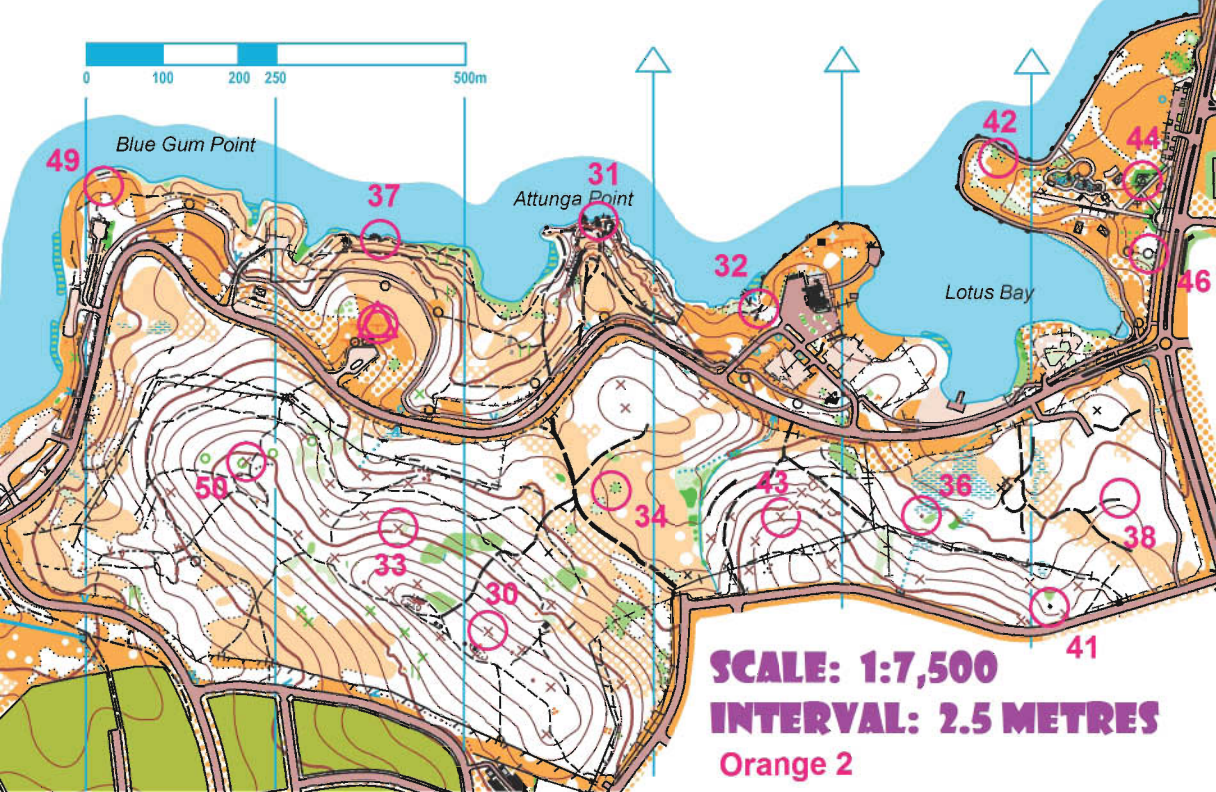 0 100 200 250 500m
Blue Gum Point
49
37
Attunga Point
31
32
42
44
46
Lotus Bay
50
33
30
34
43
36
38
41
SCALE: 1:7,500
INTERVAL: 2.5 METRES
Orange 2